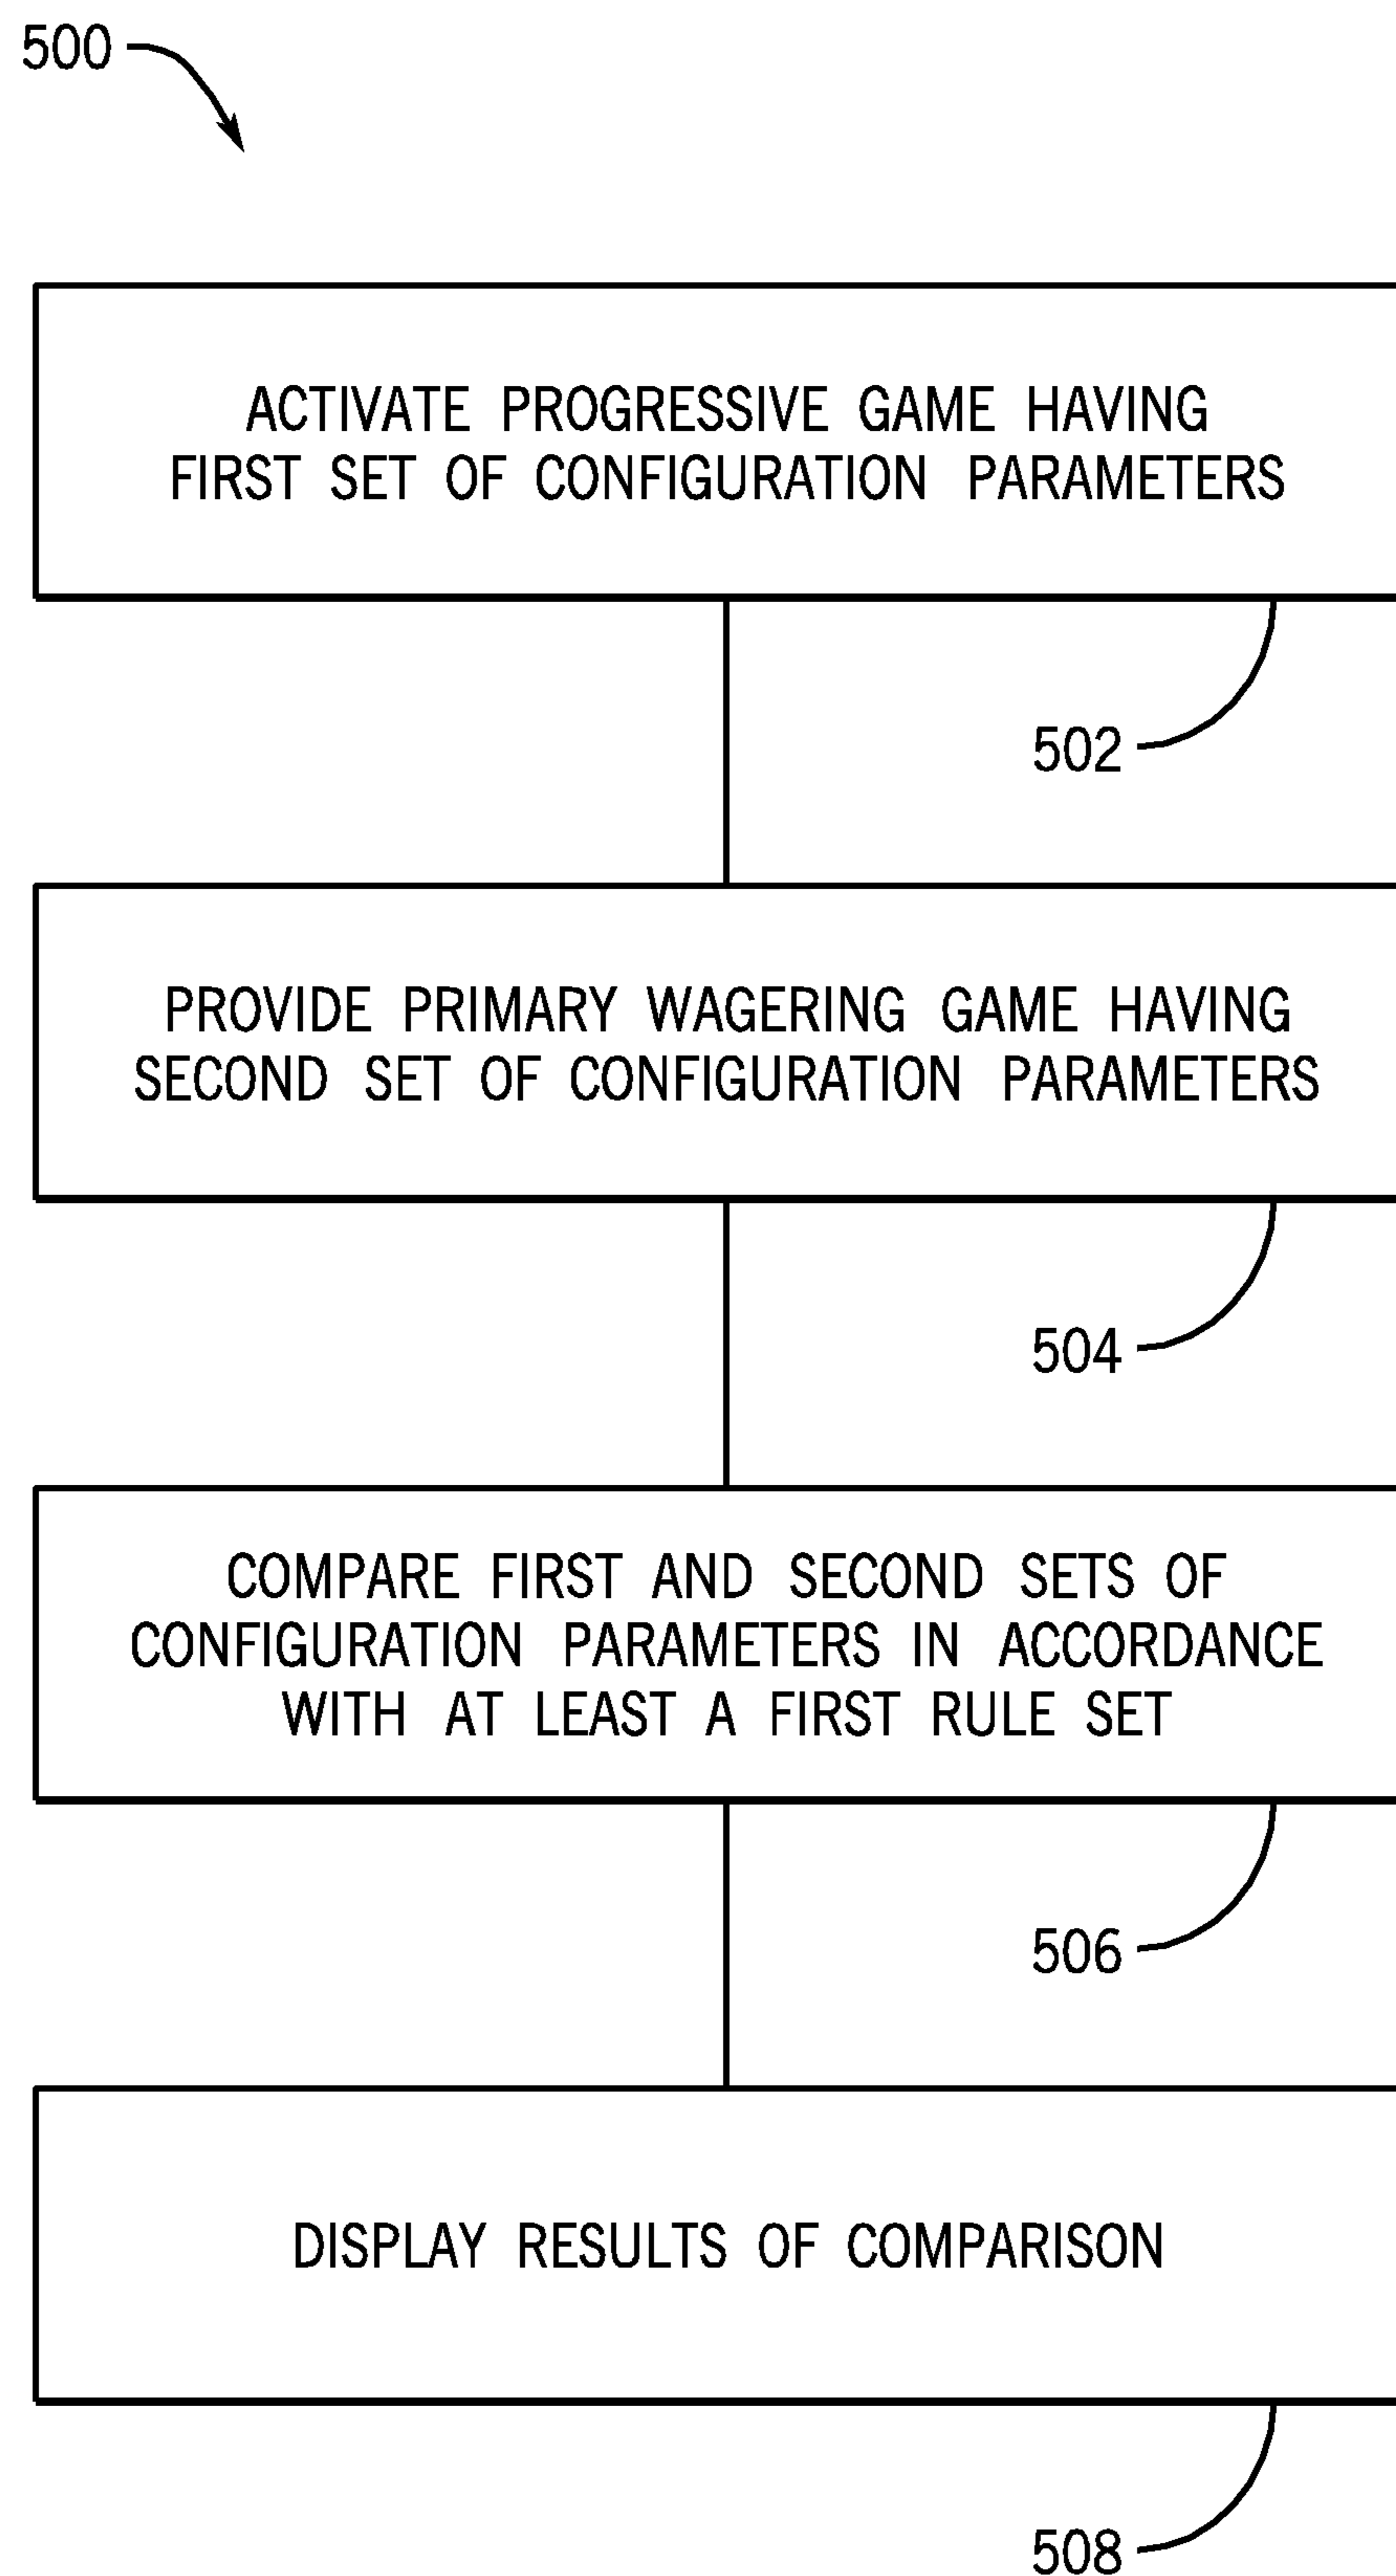 500
ACTIVATE PROGRESSIVE GAME HAVING
FIRST SET OF CONFIGURATION PARAMETERS
502
PROVIDE PRIMARY WAGERING GAME HAVING
SECOND SET OF CONFIGURATION PARAMETERS
504
COMPARE FIRST AND SECOND SETS OF
CONFIGURATION PARAMETERS IN ACCORDANCE
WITH AT LEAST A FIRST RULE SET
506
DISPLAY RESULTS OF COMPARISON
508